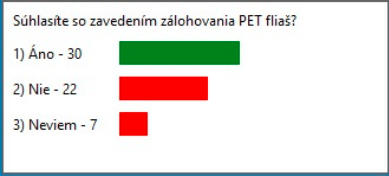 Súhlasíte so zavedením zálohovania PET fliaš?
1) Áno - 30
2) Nie - 22
3) Neviem - 7